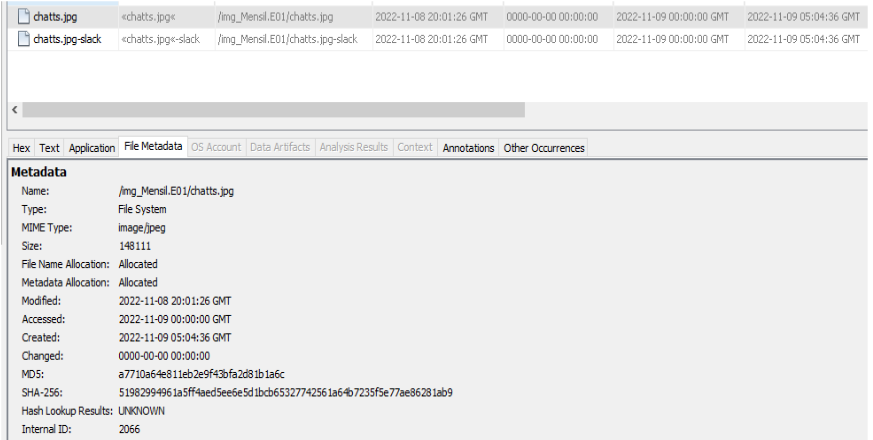 chatts.jpg «chatts.jpg« /img_Mensil.E01/chatts.jpg 2022-11-08 20:01:26 GMT 0000-00-00 00:00:00 2022-11-09 00:00:00 GMT 2022-11-09 05:04:36 GMT
chatts.jpg-slack «chatts.jpg«-slack /img_Mensil.E01/chatts.jpg-slack 2022-11-08 20:01:26 GMT 0000-00-00 00:00:00 2022-11-09 00:00:00 GMT 2022-11-09 05:04:36 GMT
Hex Text Application File Metadata OS Account Data Artifacts Analysis Results Context Annotations Other Occurrences
Metadata
Name: /img_Mensil.E01/chatts.jpg
Type: File System
MIME Type: image/jpeg
Size: 148111
File Name Allocation: Allocated
Metadata Allocation: Allocated
Modified: 2022-11-08 20:01:26 GMT
Accessed: 2022-11-09 00:00:00 GMT
Created: 2022-11-09 05:04:36 GMT
Changed: 0000-00-00 00:00:00
MD5: a7710a64e811eb2e9f43bfa2d81b1a6c
SHA-256: 51982994961a5ff4aed5ee6e5d1bcb65327742561a64b7235f5e77ae86281ab9
Hash Lookup Results: UNKNOWN
Internal ID: 2066